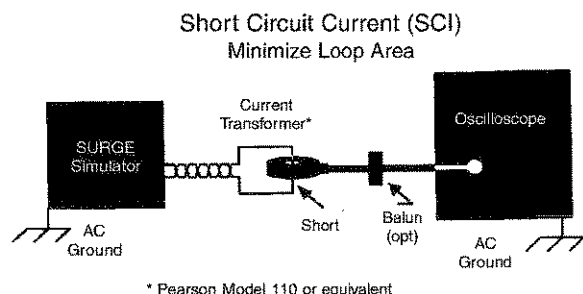 Short Circuit Current (SCI)
Minimize Loop Area
Current
Transformer*
Oscilloscope
SURGE
Simulator
Short
Balun
(opt)
AC
Ground
AC
Ground
* Pearson Model 110 or equivalent